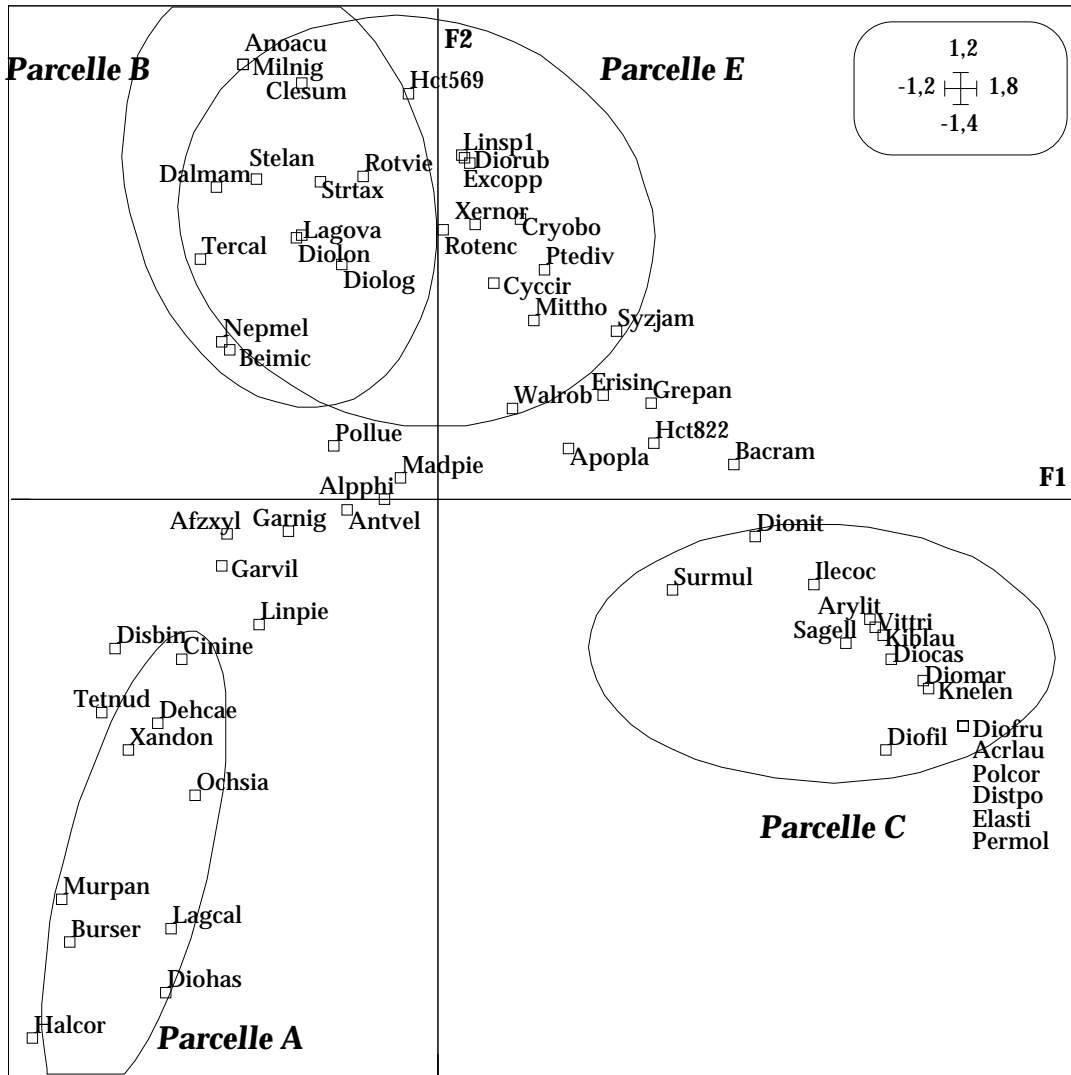 Anoacu
F2
Parcelle B
Milnig
Parcelle E
1,2
Clesum
Hct569
-1,2
1,8
-1,4
Linsp1
Stelan
Rotvie
Diorub
Dalmam
Strtax
Excopp
Xernor
Lagova
Cryobo
Tercal
Diolon
Rotenc
Ptediv
Diolog
Cyccir
Nepmel
Mittho
Syzjam
Beimic
Erisin
Walrob
Grepan
Pollue
Hct822
Apopla
Bacram
Madpie
F1
Alpphi
Afzxyl
Garnig
Antvel
Dionit
Garvil
Surmul
Ilecoc
Linpie
Arylit
Vittri
Disbin
Sagell
Kiblau
Cinine
Diocas
Diomar
Tetnud
Knelen
Dehcae
Xandon
Diofil
Diofru
Acrlau
Ochsia
Polcor
Distpo
Parcelle C
Elasti
Permol
Murpan
Lagcal
Burser
Diohas
Halcor
Parcelle A